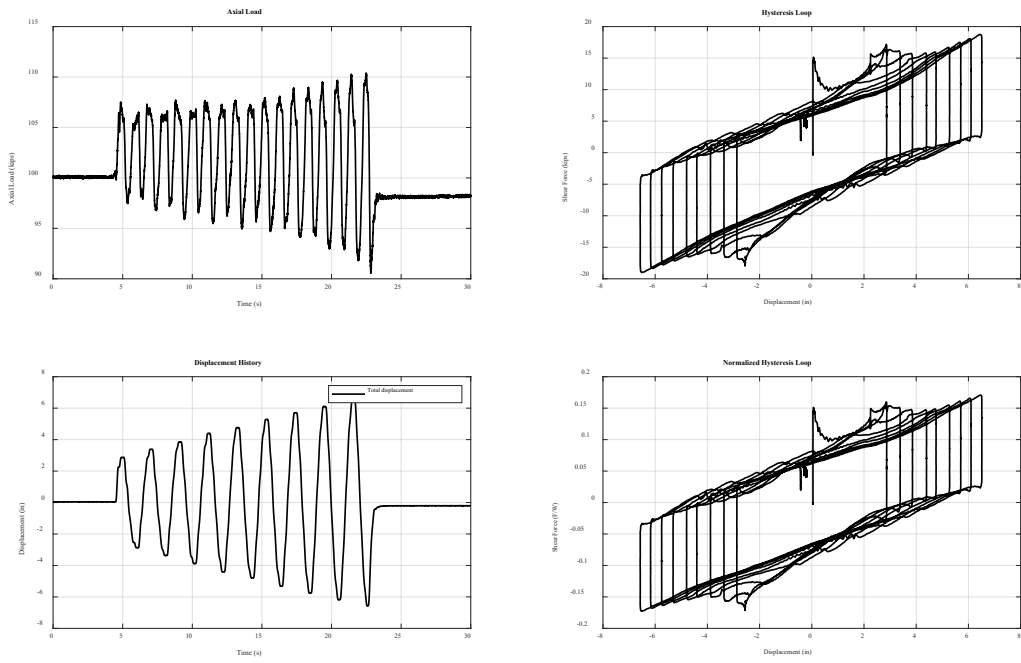 Axial Load
115
110
105
100
95
90
Axial Load (kips)
0 5 10 15 20 25 30
Time (s)
Hysteresis Loop
20
15
10
5
0
-5
-10
-15
-20
Shear Force (kips)
-8 -6 -4 -2 0 2 4 6 8
Displacement (in)
Displacement History
Total displacement
8
6
4
2
0
-2
-4
-6
-8
Displacement (in)
0 5 10 15 20 25 30
Time (s)
Normalized Hysteresis Loop
0.2
0.15
0.1
0.05
0
-0.05
-0.1
-0.15
-0.2
Shear Force (F/W)
-8 -6 -4 -2 0 2 4 6 8
Displacement (in)